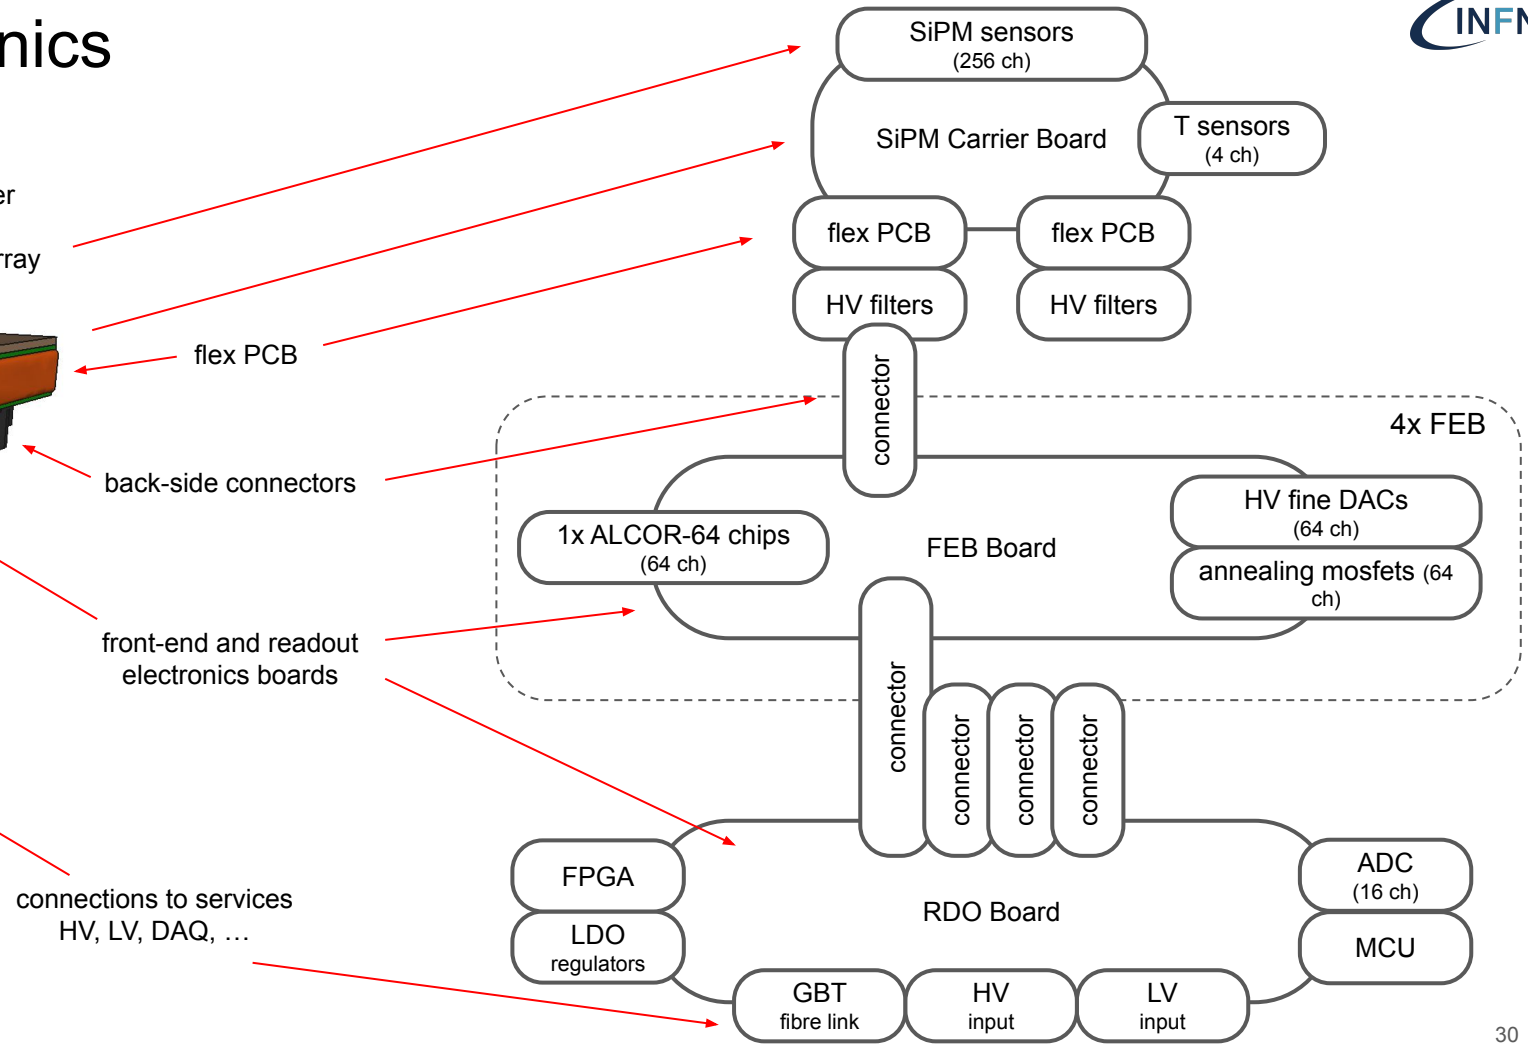 nics
INFN
SiPM sensors
(256 ch)
SiPM Carrier Board
T sensors
(4 ch)
er
rray
flex PCB
flex PCB
HV filters
HV filters
flex PCB
connector
4x FEB
back-side connectors
HV fine DACs
(64 ch)
1x ALCOR-64 chips
(64 ch)
FEB Board
annealing mosfets (64
ch)
front-end and readout
electronics boards
connector
connector
connector
connector
FPGA
ADC
(16 ch)
connections to services
HV, LV, DAQ, …
RDO Board
LDO
regulators
MCU
GBT
fibre link
HV
input
LV
input
30